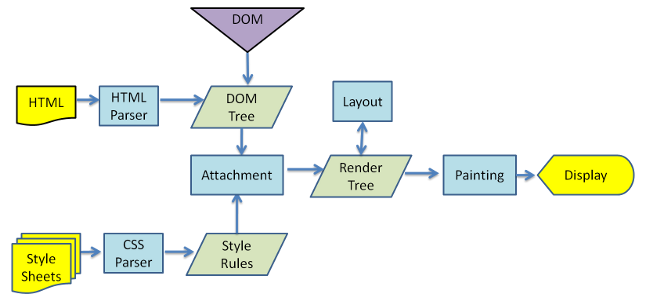 DOM
HTML
HTML
Parser
DOM
Tree
Layout
Attachment
Render
Tree
Painting
Display
Style
Sheets
CSS
Parser
Style
Rules